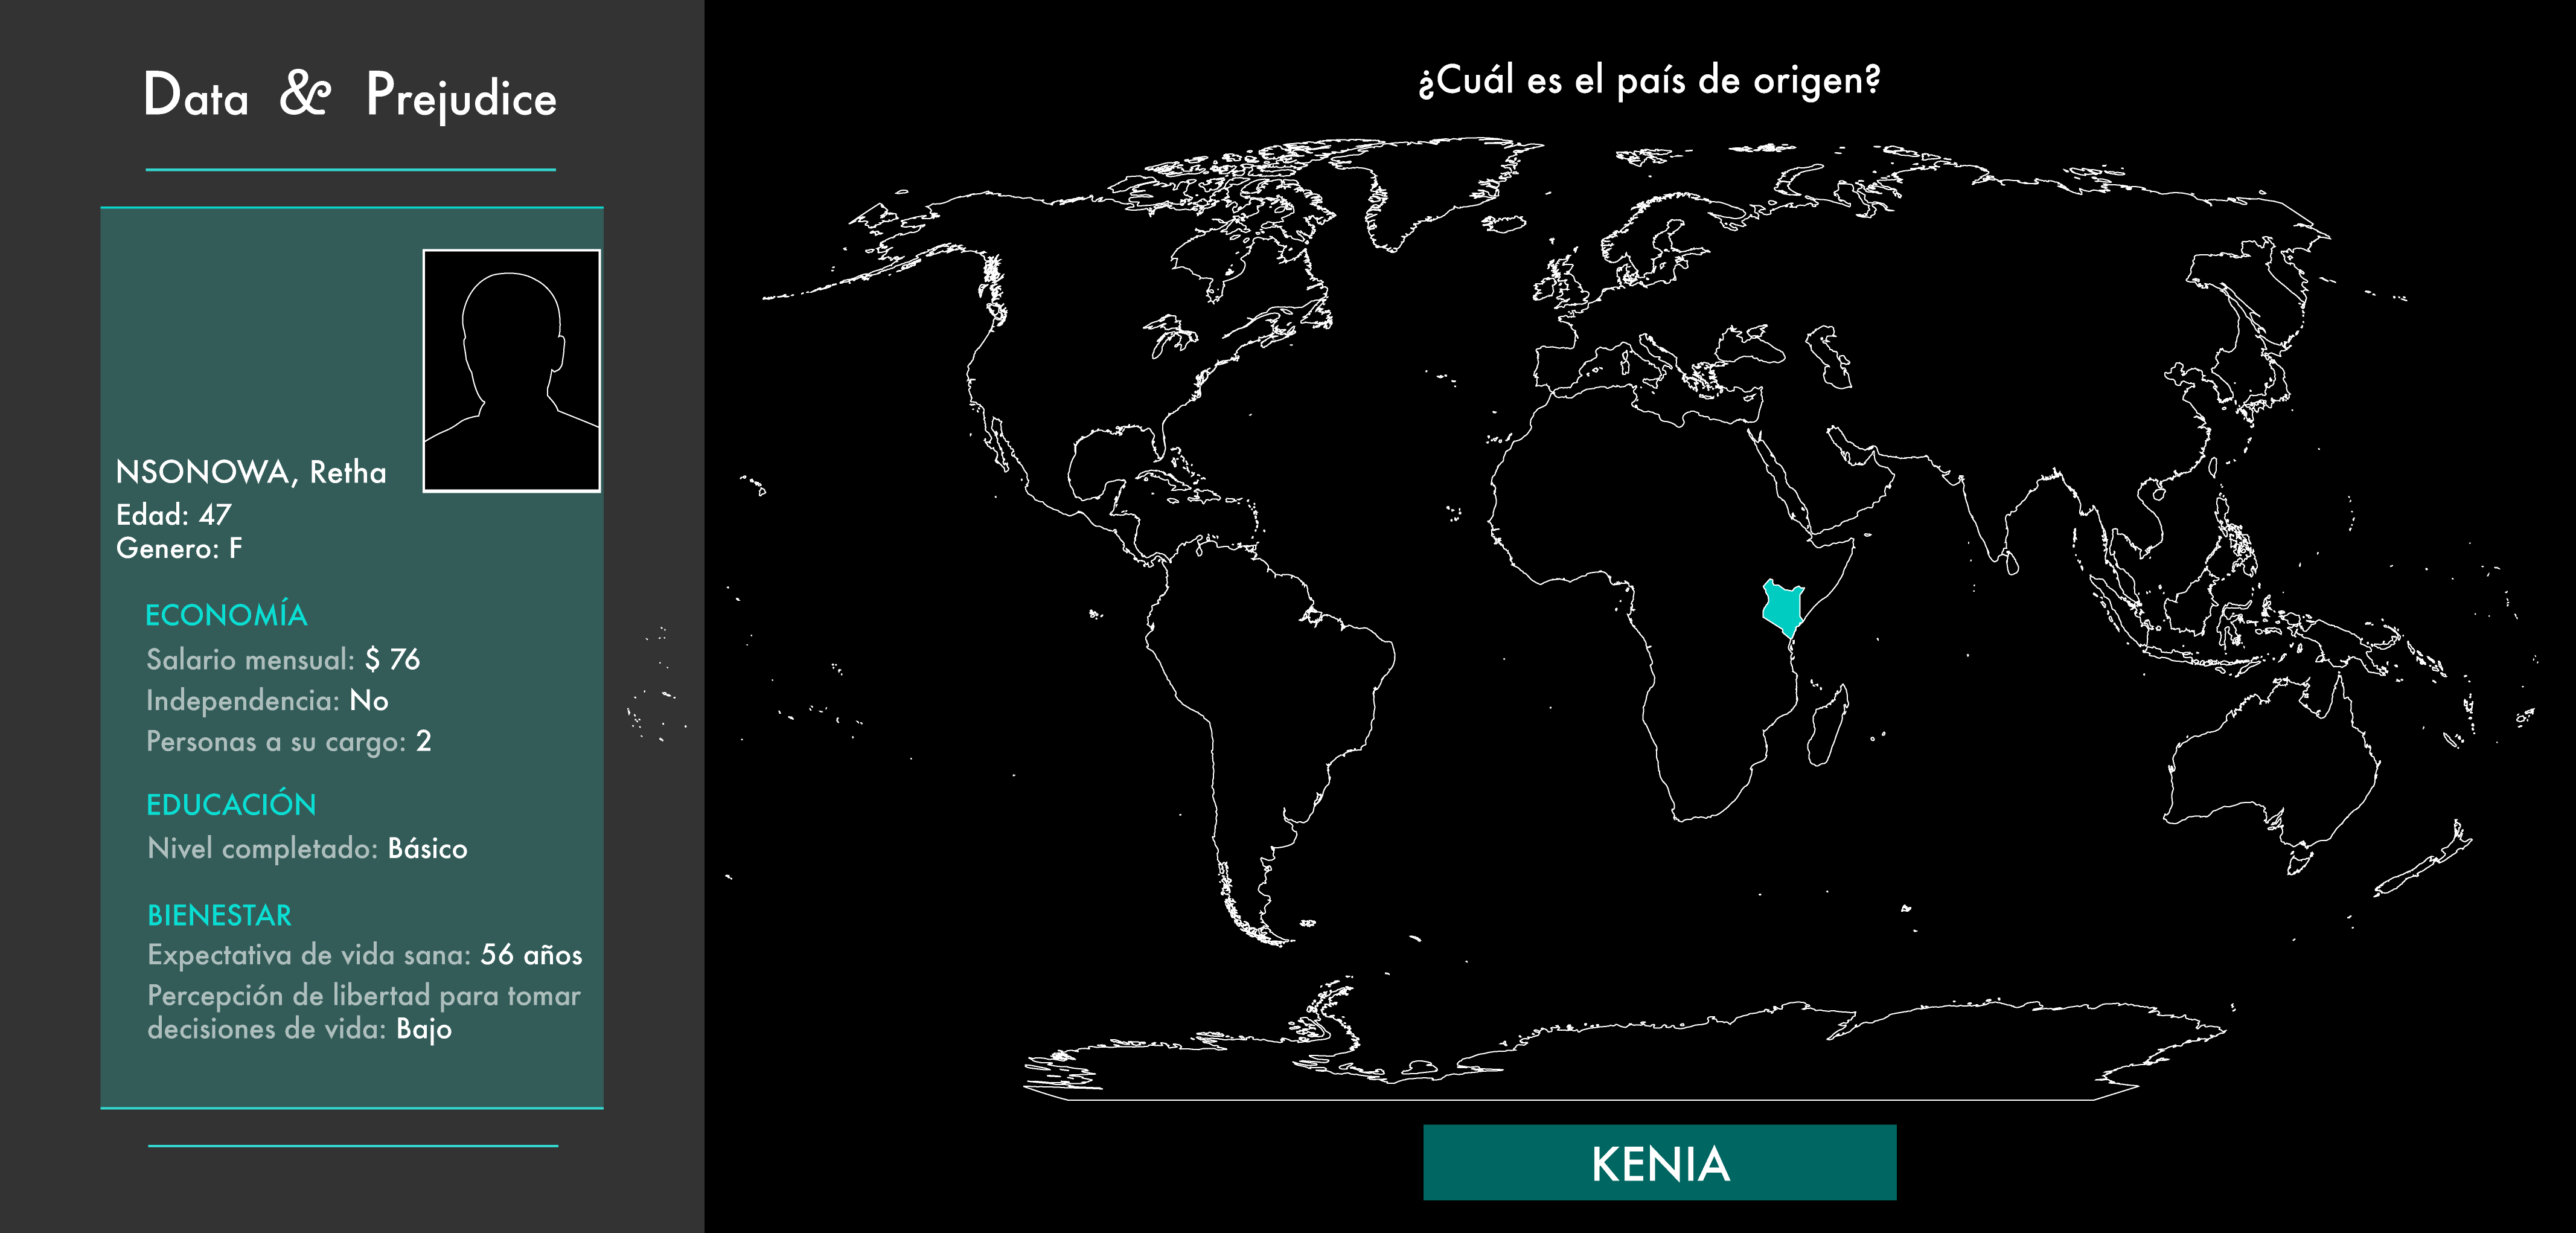 Data & Prejudice
NSONOWA, Retha
Edad: 47
Genero: F
ECONOMÍA
Salario mensual: $ 76
Independencia: No
Personas a su cargo: 2
EDUCACIÓN
Nivel completado: Básico
BIENESTAR
Expectativa de vida sana: 56 años
Percepción de libertad para tomar
decisiones de vida: Bajo
¿Cuál es el país de origen?
KENIA